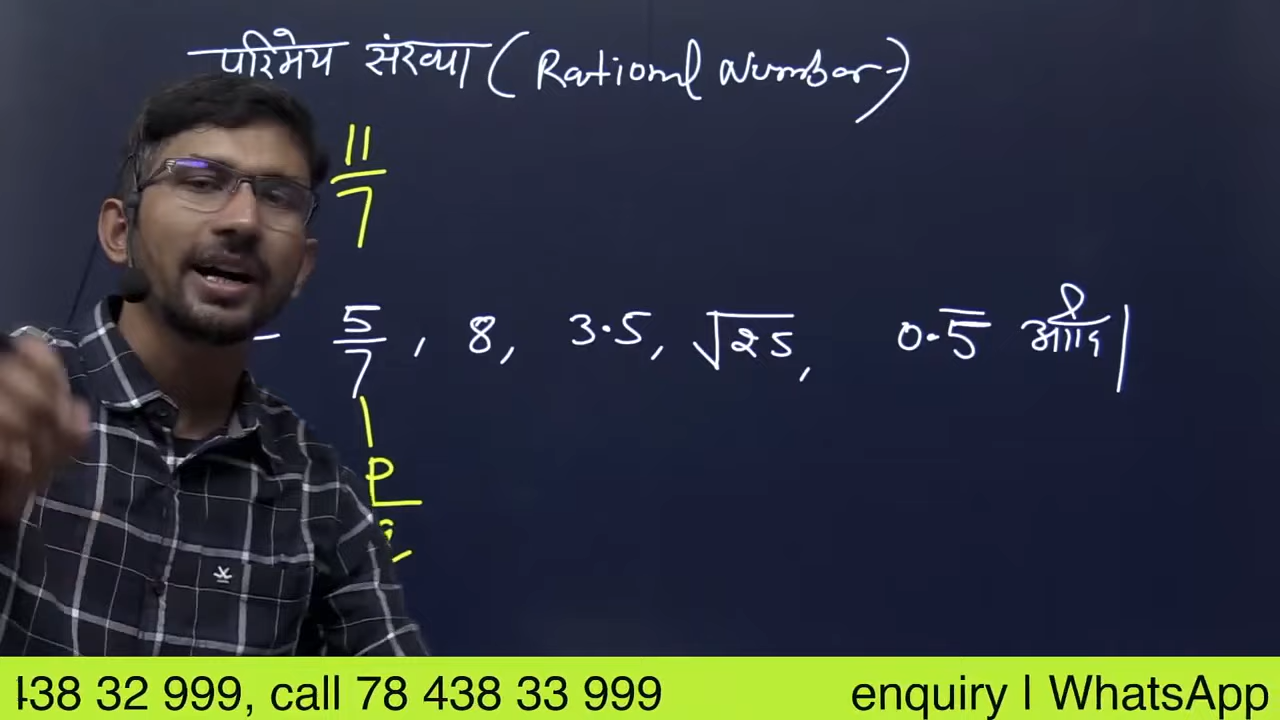 परिमेय संख्या (Rational Number)
11
7
- 5/7, 8, 3.5, √25, 0.5̅ आदि|
P
438 32 999, call 78 438 33 999 enquiry | WhatsApp